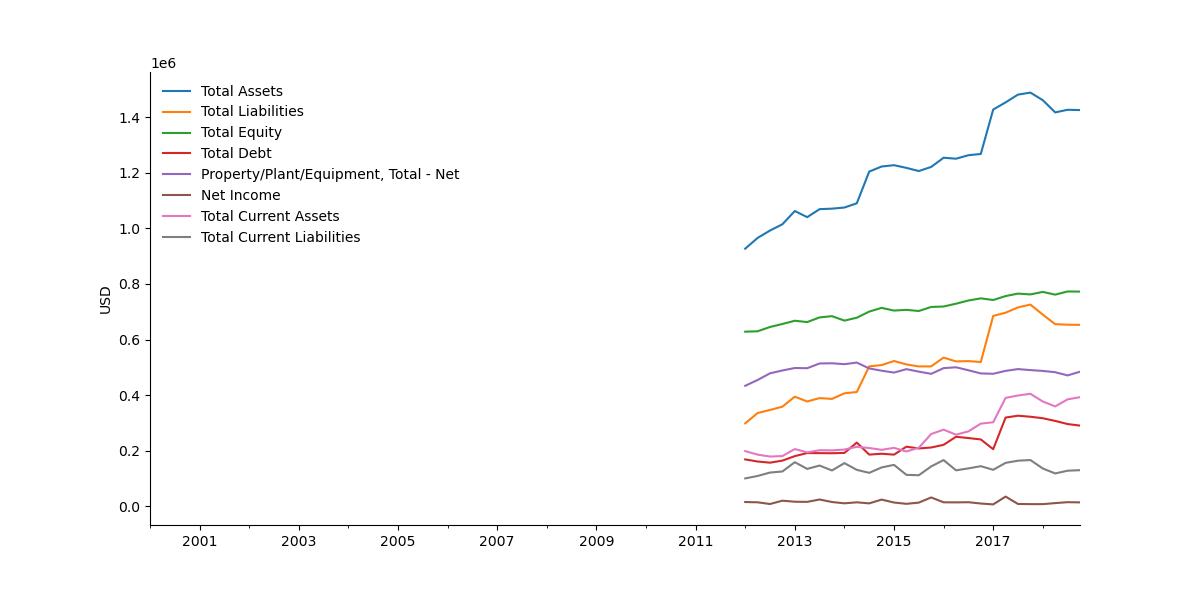 1e6
Total Assets
Total Liabilities
Total Equity
Total Debt
Property/Plant/Equipment, Total - Net
Net Income
Total Current Assets
Total Current Liabilities
USD
1.4
1.2
1.0
0.8
0.6
0.4
0.2
0.0
2001 2003 2005 2007 2009 2011 2013 2015 2017